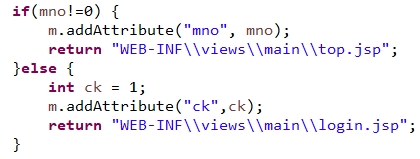 if(mno!=0) {
    m.addAttribute("mno", mno);
    return "WEB-INF\\views\\main\\top.jsp";
}else {
    int ck = 1;
    m.addAttribute("ck",ck);
    return "WEB-INF\\views\\main\\login.jsp";
}